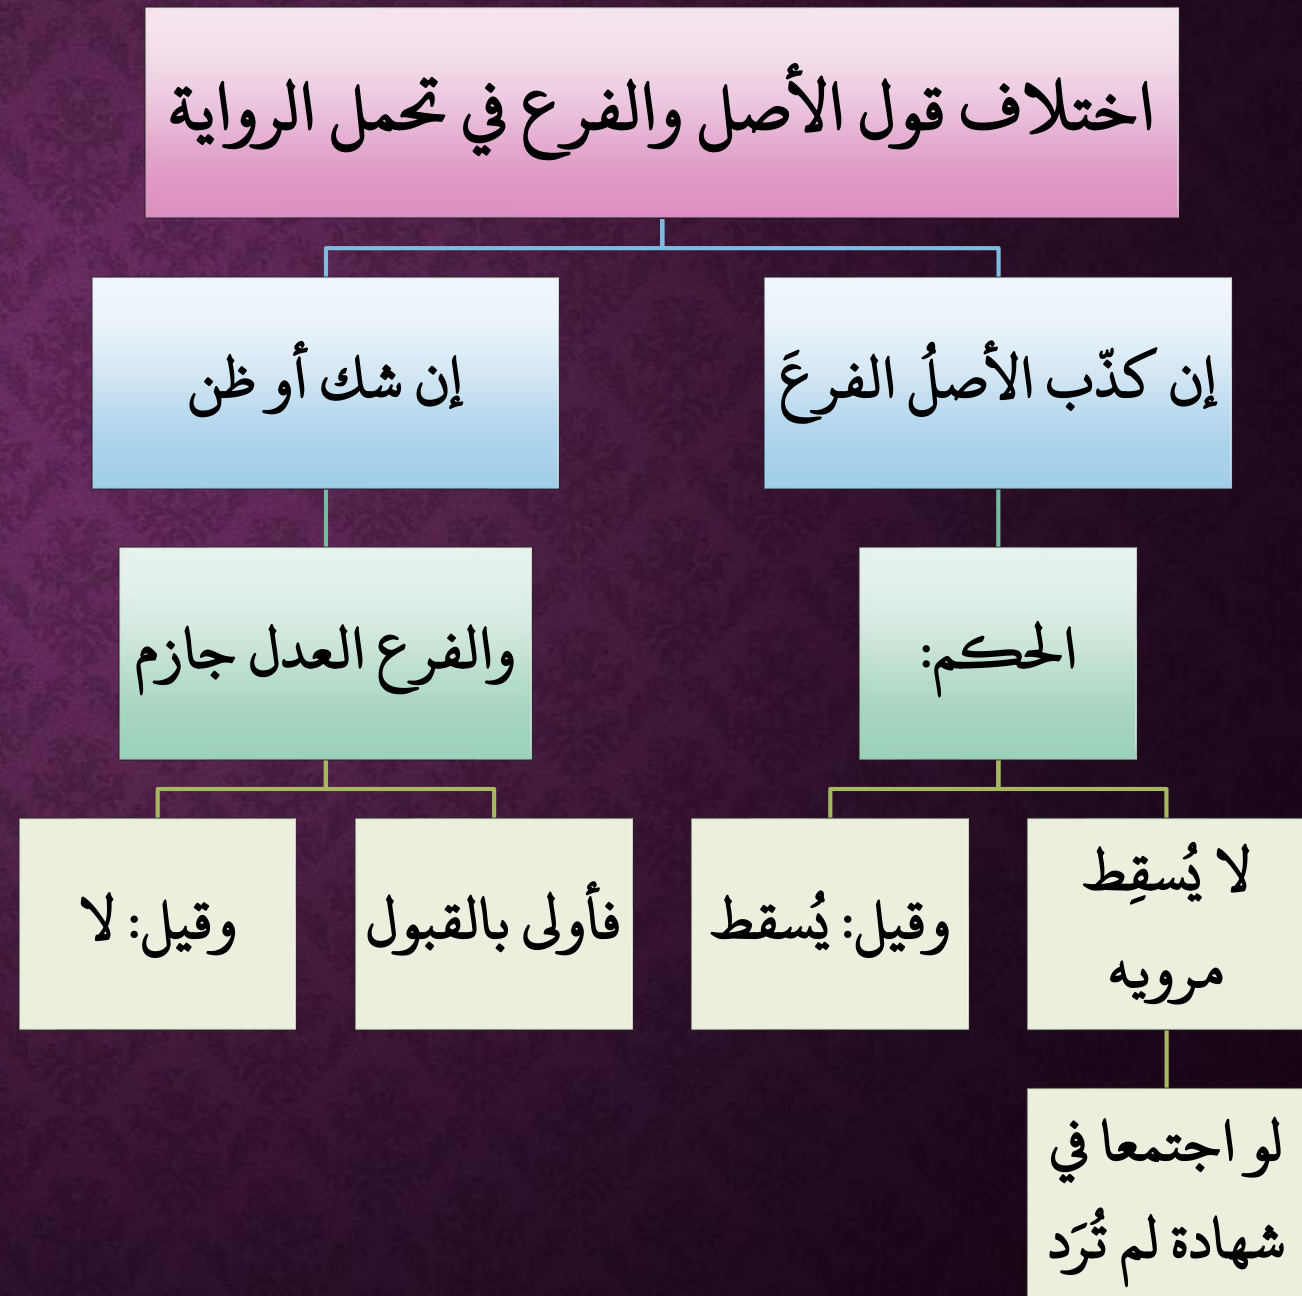 اختلاف قول الأصل والفرع في تحمل الرواية
إن كذّب الأصلُ الفرعَ
إن شك أو ظن
الحكم:
والفرع العدل جازم
لا يُسقِط
مرويه
وقيل: يُسقط
فأولى بالقبول
وقيل: لا
لو اجتمعا في
شهادة لم تُرَد